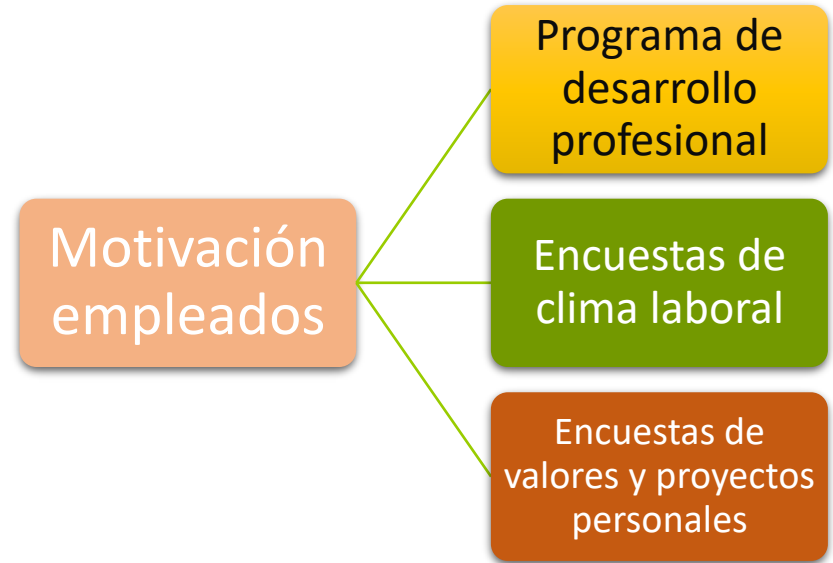 Programa de
desarrollo
profesional
Motivación
empleados
Encuestas de
clima laboral
Encuestas de
valores y proyectos
personales